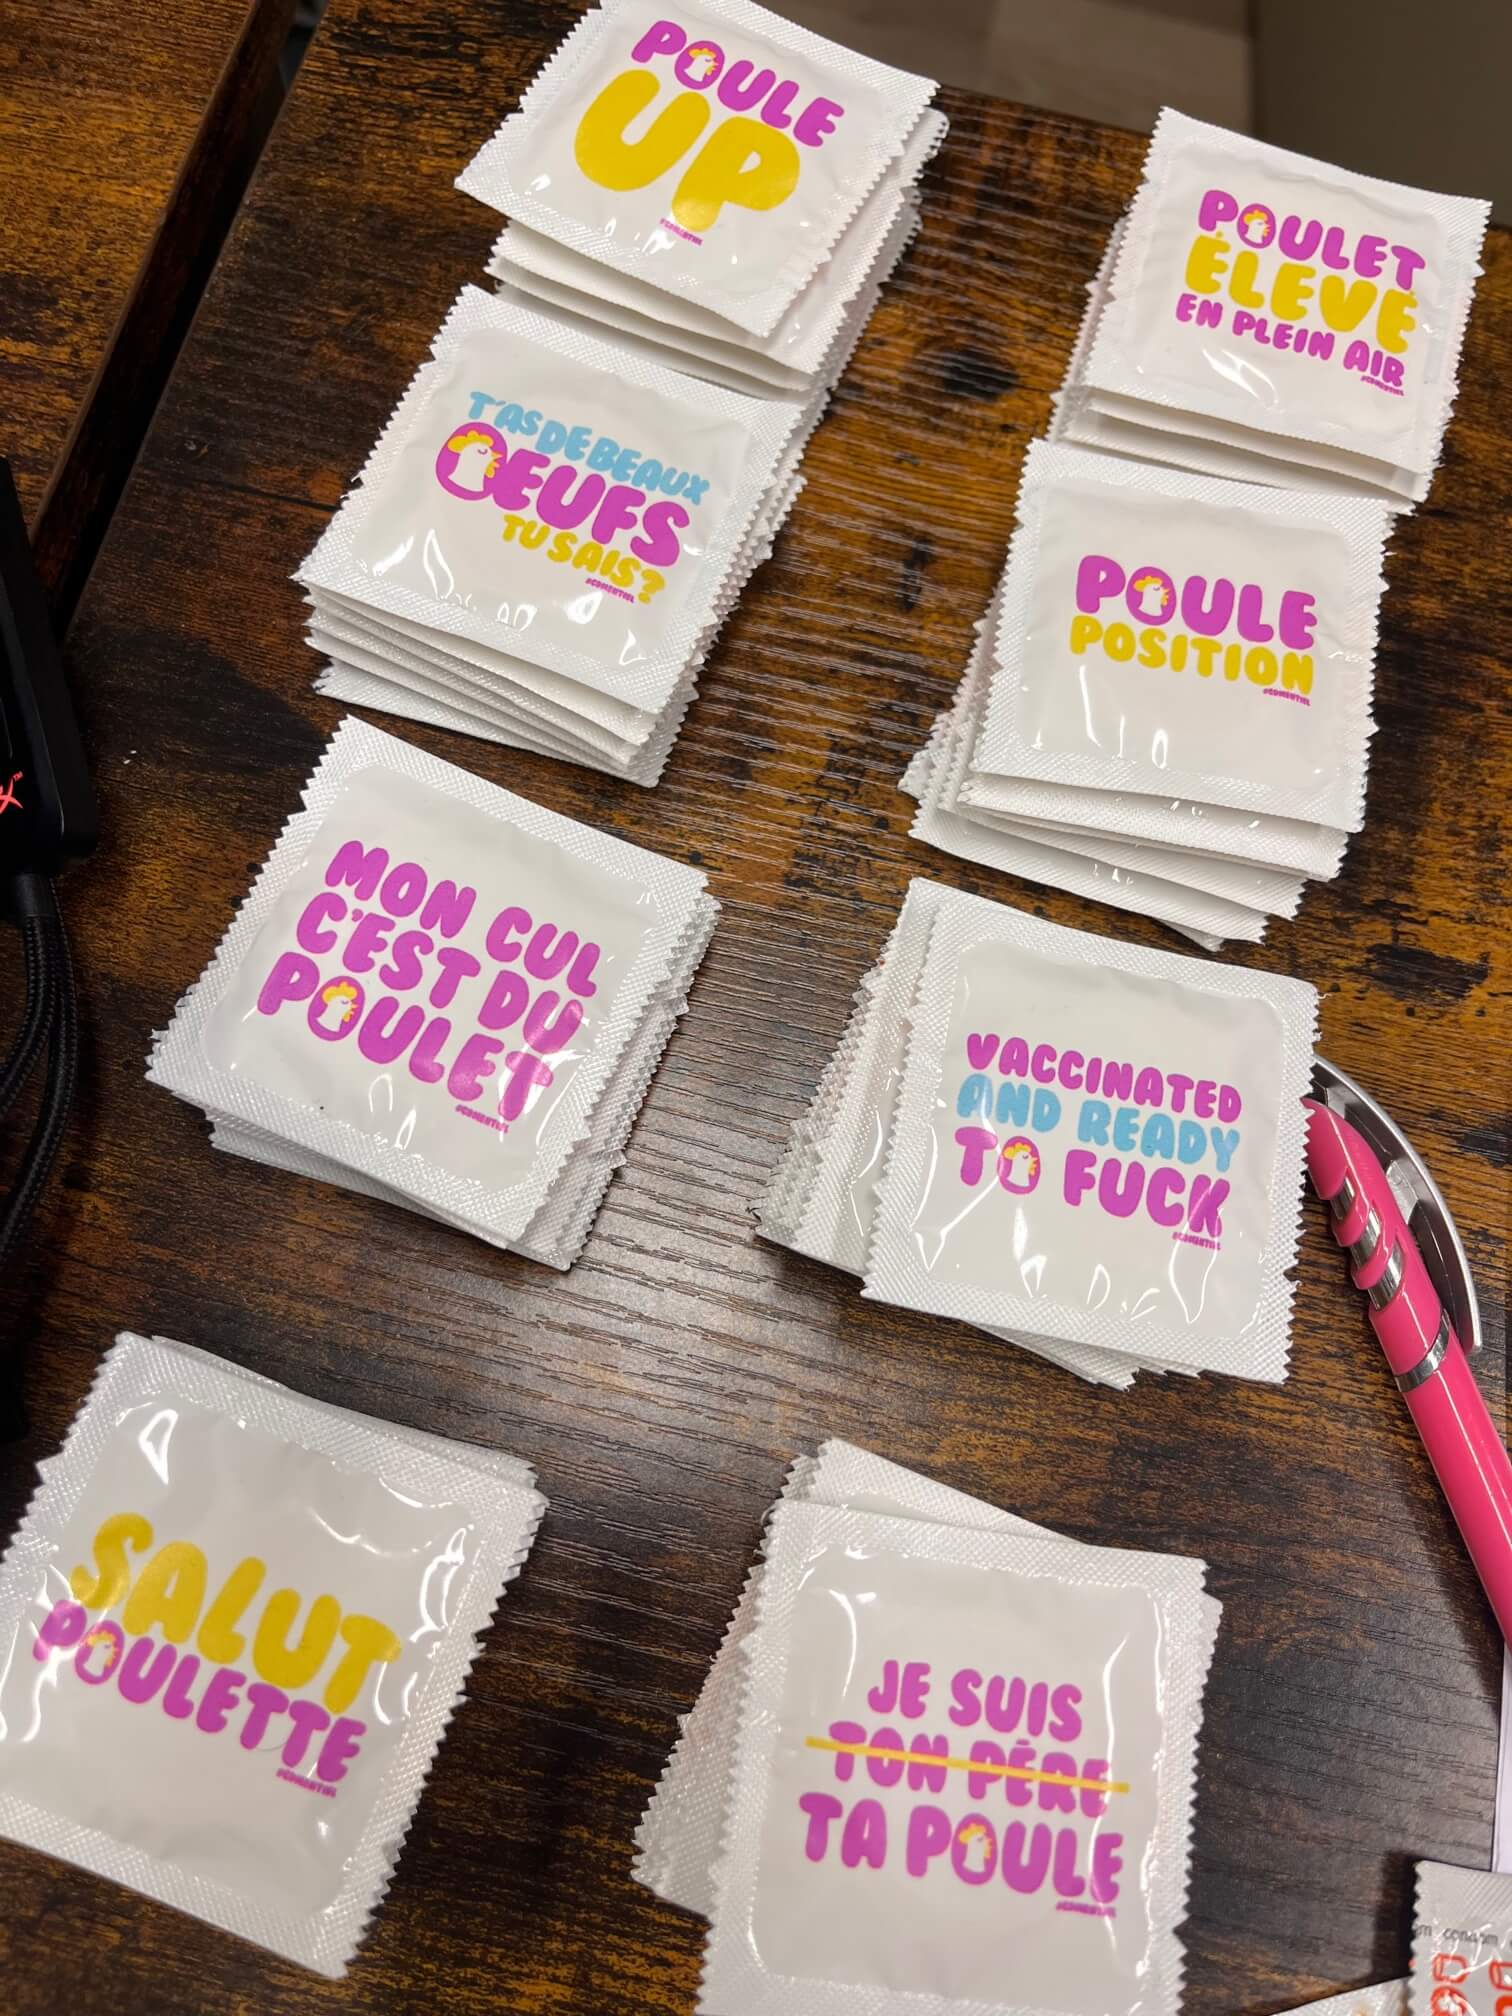 POULE
UP
T'AS DE BEAUX
OEUFS
TU SAIS?
MON CUL
C'EST DU
POULET
SALUT
POULETTE
POULET
ÉLEVÉ
EN PLEIN AIR
POULE
POSITION
VACCINATED
AND READY
TO FUCK
JE SUIS
TON PÈRE
TA POULE
condom